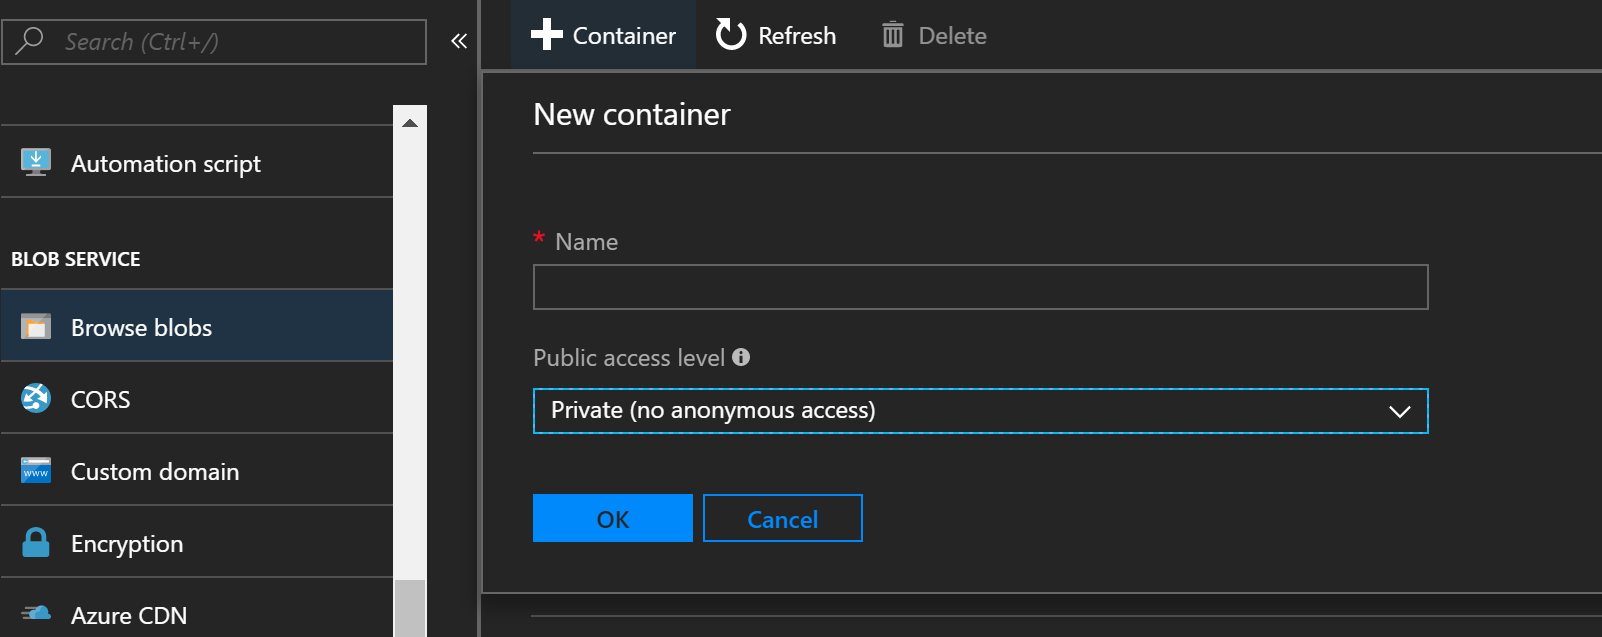 Search (Ctrl+/)
Automation script
BLOB SERVICE
Browse blobs
CORS
www
Custom domain
Encryption
Azure CDN
Container
Refresh
Delete
New container
* Name
Public access level
Private (no anonymous access)
OK
Cancel